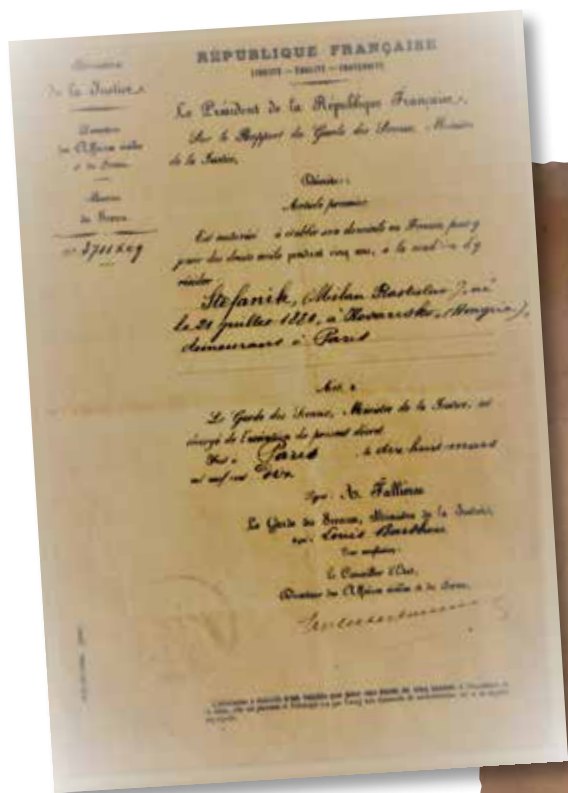 Ministère
de la Justice
Direction
des Affaires civiles
et du Sceau
Bureau
du Sceau
RÉPUBLIQUE FRANÇAISE
LIBERTÉ — ÉGALITÉ — FRATERNITÉ
Le Président de la République Française,
Sur le Rapport du Garde des Sceaux, Ministre
de la Justice,
Décrète :
Article premier
Est autorisé à établir son domicile en France, pour y
jouir des droits civils pendant cinq ans, à la condition d'y
résider
Stefanik, (Milan Rastislav), né
le 21 juillet 1880, à (Hongrie),
demeurant à Paris
Art. 2
Le Garde des Sceaux, Ministre de la Justice, est
chargé de l'exécution du présent décret.
Fait à Paris le dix huit mars
mil neuf cent dix
Signé : A. Fallières
Le Garde des Sceaux, Ministre de la Justice,
Signé : Louis Barthou
Pour ampliation :
Le Conseiller d'État,
Directeur des Affaires civiles et du Sceau,